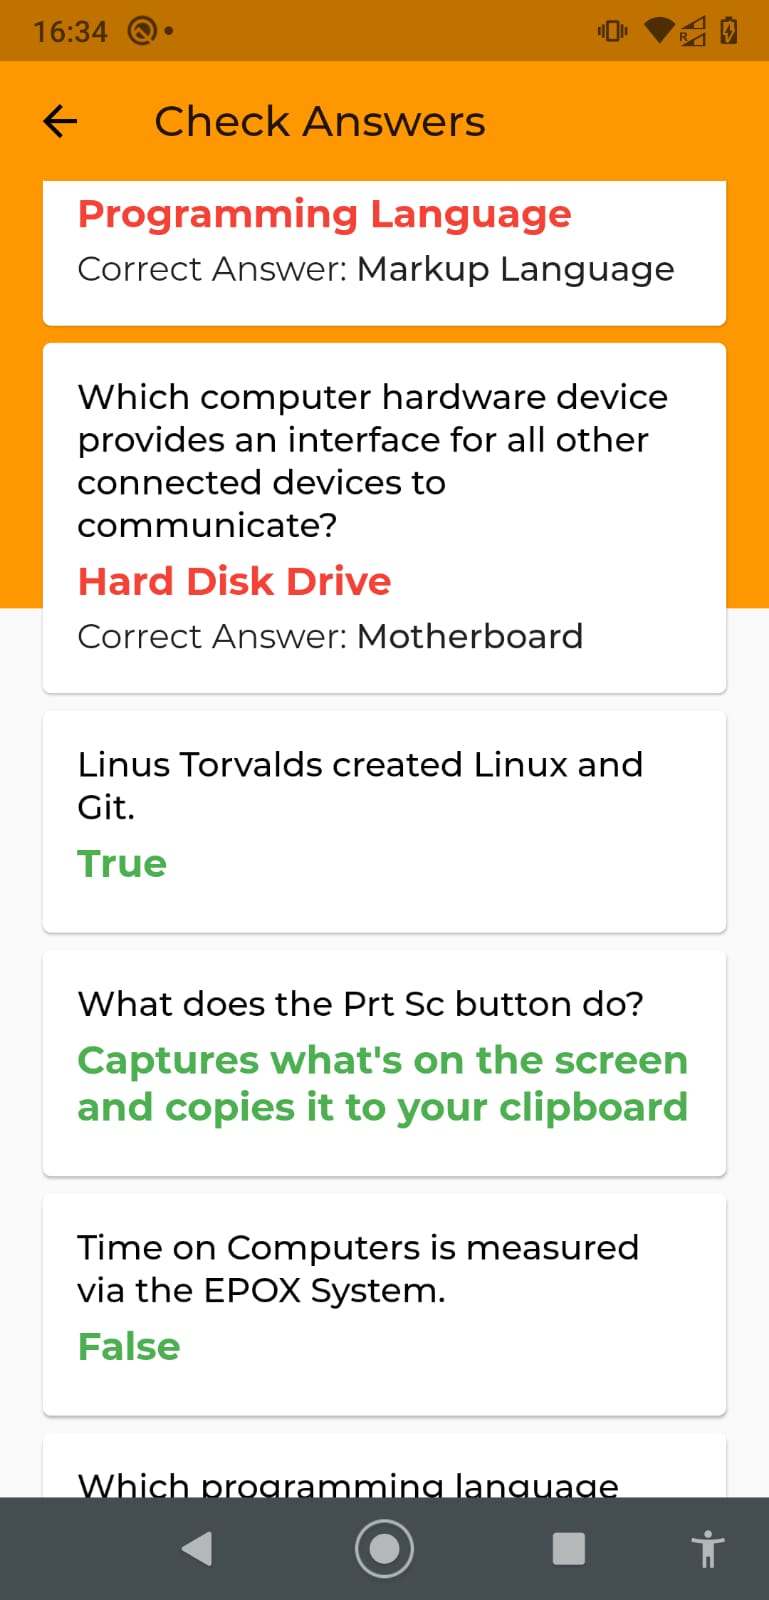 16:34
Check Answers
Programming Language
Correct Answer: Markup Language
Which computer hardware device
provides an interface for all other
connected devices to
communicate?
Hard Disk Drive
Correct Answer: Motherboard
Linus Torvalds created Linux and
Git.
True
What does the Prt Sc button do?
Captures what's on the screen
and copies it to your clipboard
Time on Computers is measured
via the EPOX System.
False
Which programming language